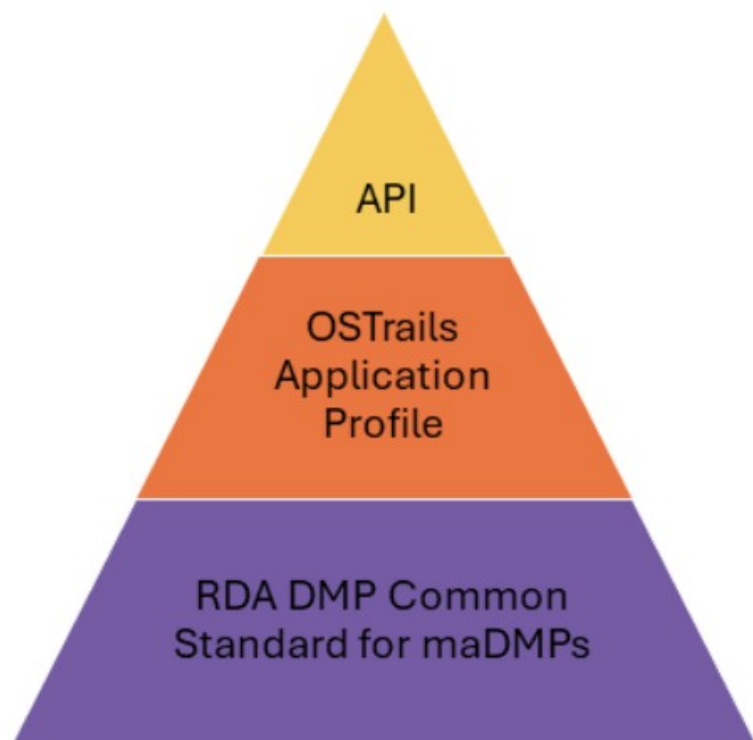 API
OSTrails
Application
Profile
RDA DMP Common
Standard for maDMPs